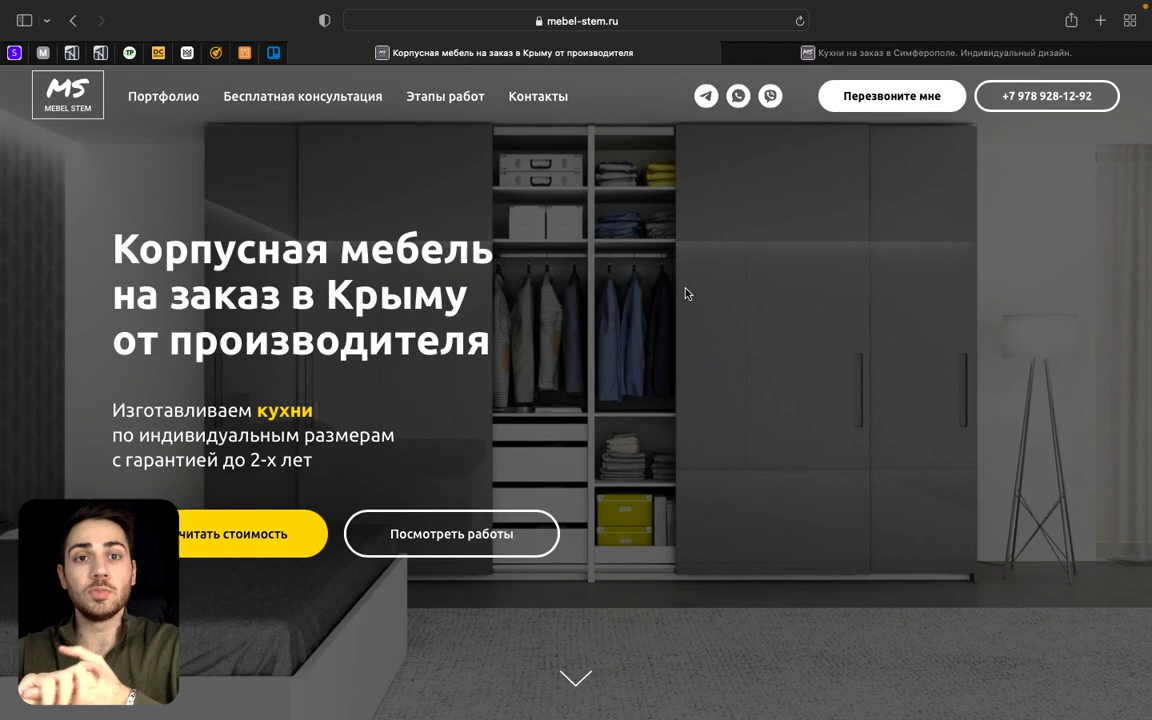 mebel-stem.ru
S
M
TP
DC
Корпусная мебель на заказ в Крыму от производителя
Кухни на заказ в Симферополе. Индивидуальный дизайн.
MS
MEBEL STEM
Портфолио
Бесплатная консультация
Этапы работ
Контакты
Перезвоните мне
+7 978 928-12-92
Корпусная мебель
на заказ в Крыму
от производителя
Изготавливаем кухни
по индивидуальным размерам
с гарантией до 2-х лет
читать стоимость
Посмотреть работы